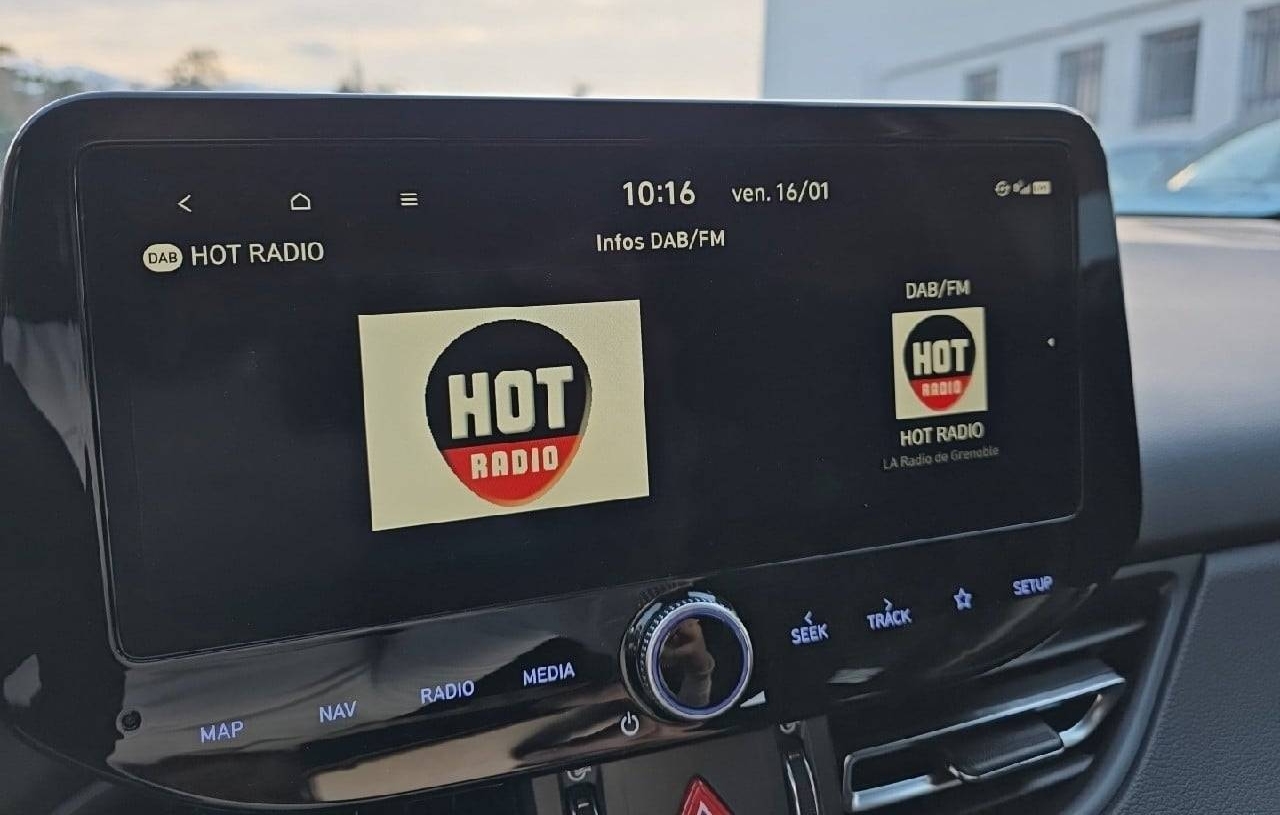 10:16 ven. 16/01
DAB HOT RADIO
Infos DAB/FM
HOT
RADIO
DAB/FM
HOT
RADIO
HOT RADIO
LA Radio de Grenoble
MAP NAV RADIO MEDIA
SEEK TRACK SETUP